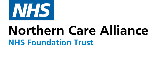 NHS
Northern Care Alliance
NHS Foundation Trust